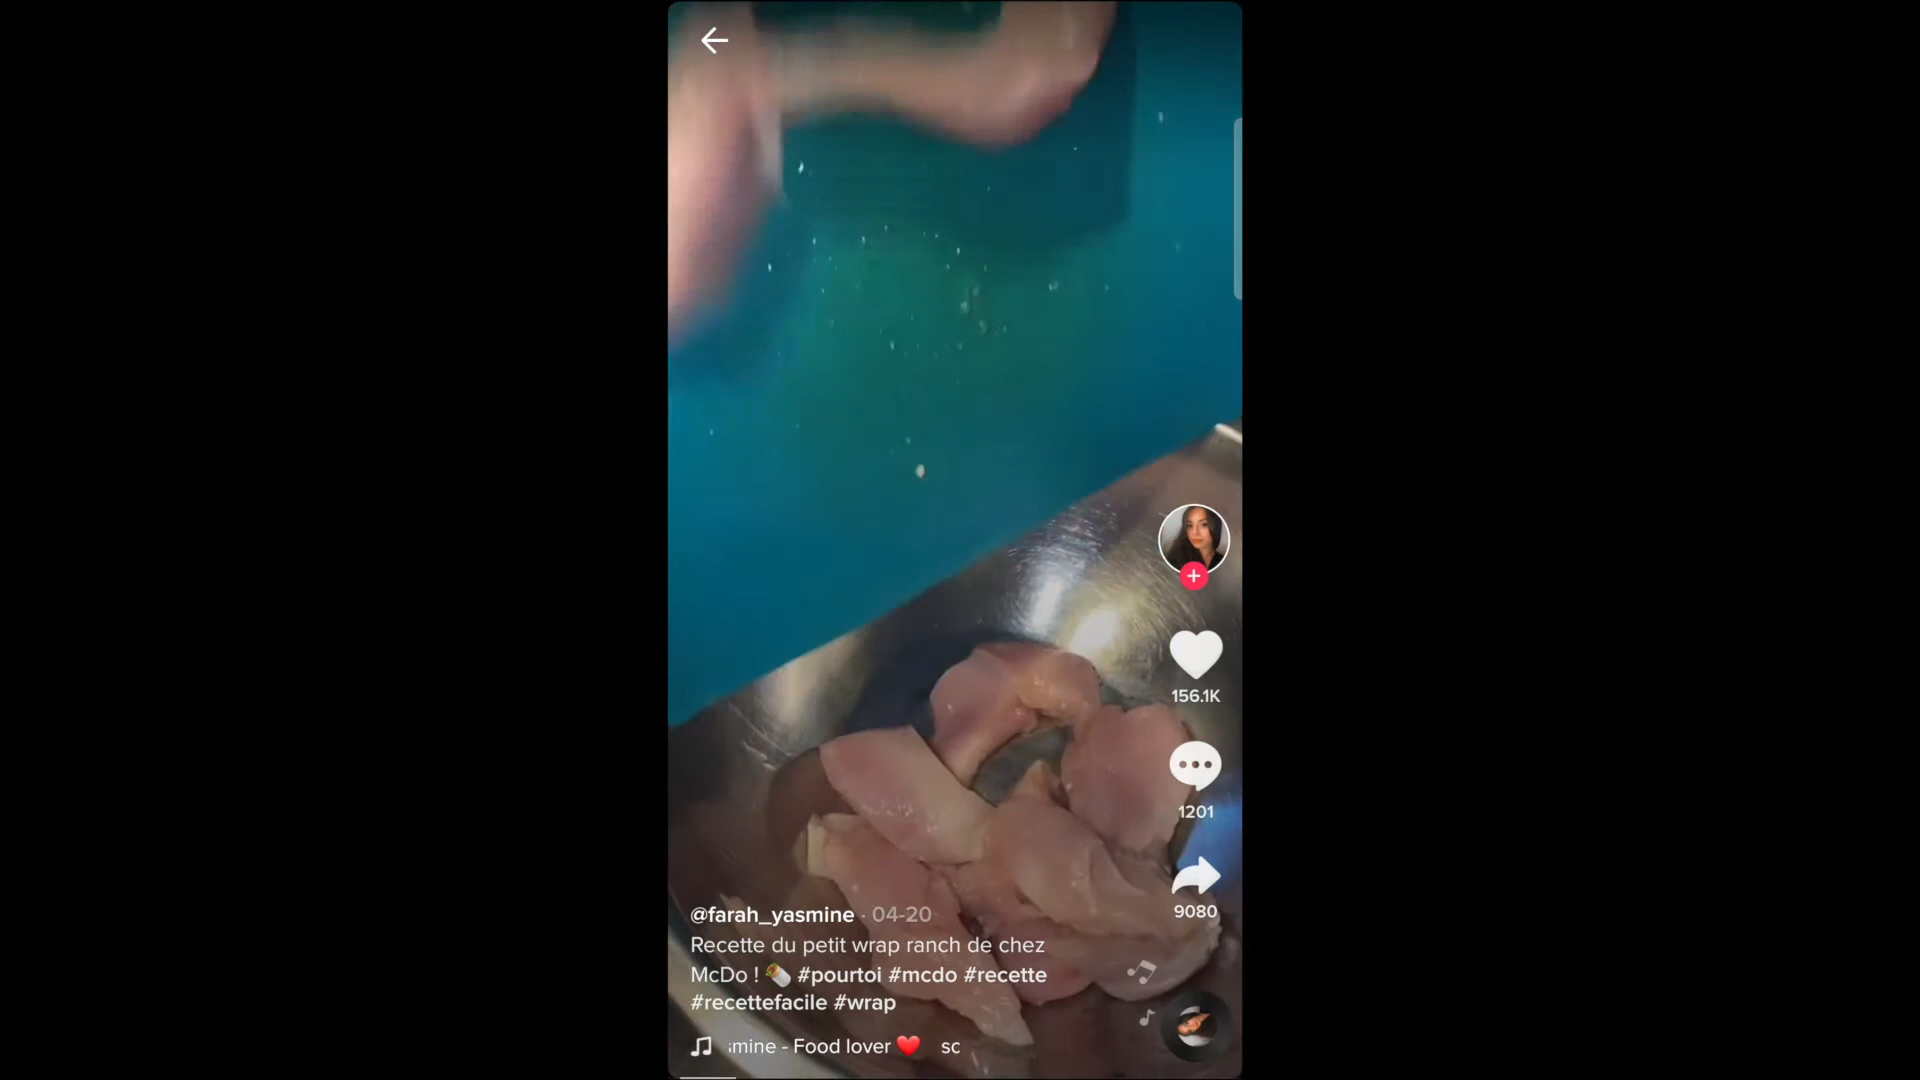 156.1K
1201
9080
@farah_yasmine · 04-20
Recette du petit wrap ranch de chez
McDo ! 🌯 #pourtoi #mcdo #recette
#recettefacile #wrap
smine - Food lover ❤️ sc